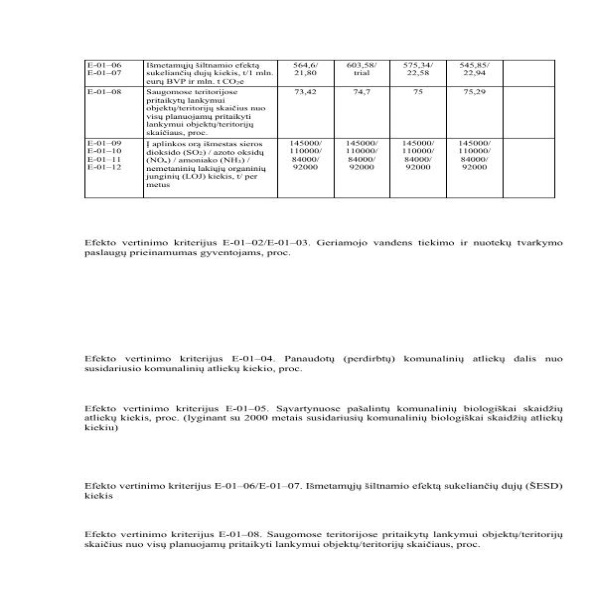 E-01–06 Išmetamųjų šiltnamio efektą 564,6/ 603,58/ 575,34/ 545,85/
E-01–07 sukeliančių dujų kiekis, t/1 mln. 21,80 trial 22,58 22,94
eurų BVP ir mln. t CO₂e
E-01–08 Saugomose teritorijose 73,42 74,7 75 75,29
pritaikytų lankymui
objektų/teritorijų skaičius nuo
visų planuojamų pritaikyti
lankymui objektų/teritorijų
skaičiaus, proc.
E-01–09 Į aplinkos orą išmestas sieros 145000/ 145000/ 145000/ 145000/
E-01–10 dioksido (SO₂) / azoto oksidų 110000/ 110000/ 110000/ 110000/
E-01–11 (NOₓ) / amoniako (NH₃) / 84000/ 84000/ 84000/ 84000/
E-01–12 nemetaninių lakiųjų organinių 92000 92000 92000 92000
junginių (LOJ) kiekis, t/ per
metus
Efekto vertinimo kriterijus E-01–02/E-01–03. Geriamojo vandens tiekimo ir nuotekų tvarkymo
paslaugų prieinamumas gyventojams, proc.
Efekto vertinimo kriterijus E-01–04. Panaudotų (perdirbtų) komunalinių atliekų dalis nuo
susidariusio komunalinių atliekų kiekio, proc.
Efekto vertinimo kriterijus E-01–05. Sąvartynuose pašalintų komunalinių biologiškai skaidžių
atliekų kiekis, proc. (lyginant su 2000 metais susidariusių komunalinių biologiškai skaidžių atliekų
kiekiu)
Efekto vertinimo kriterijus E-01–06/E-01–07. Išmetamųjų šiltnamio efektą sukeliančių dujų (ŠESD)
kiekis
Efekto vertinimo kriterijus E-01–08. Saugomose teritorijose pritaikytų lankymui objektų/teritorijų
skaičius nuo visų planuojamų pritaikyti lankymui objektų/teritorijų skaičiaus, proc.